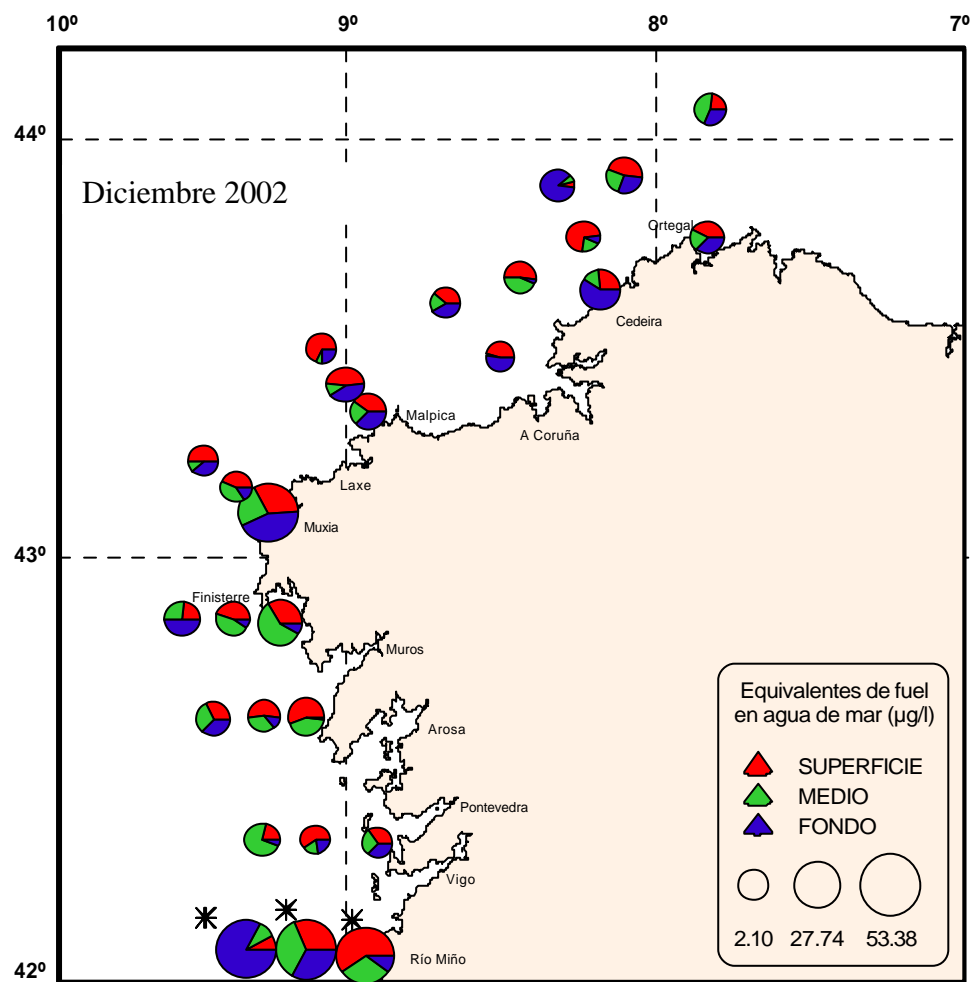 10º
9º
8º
7º
44º
Diciembre 2002
Ortegal
Cedeira
Malpica
A Coruña
Laxe
Muxia
43º
Finisterre
Muros
Arosa
Pontevedra
Vigo
Río Miño
42º
Equivalentes de fuel
en agua de mar (µg/l)
SUPERFICIE
MEDIO
FONDO
2.10 27.74 53.38